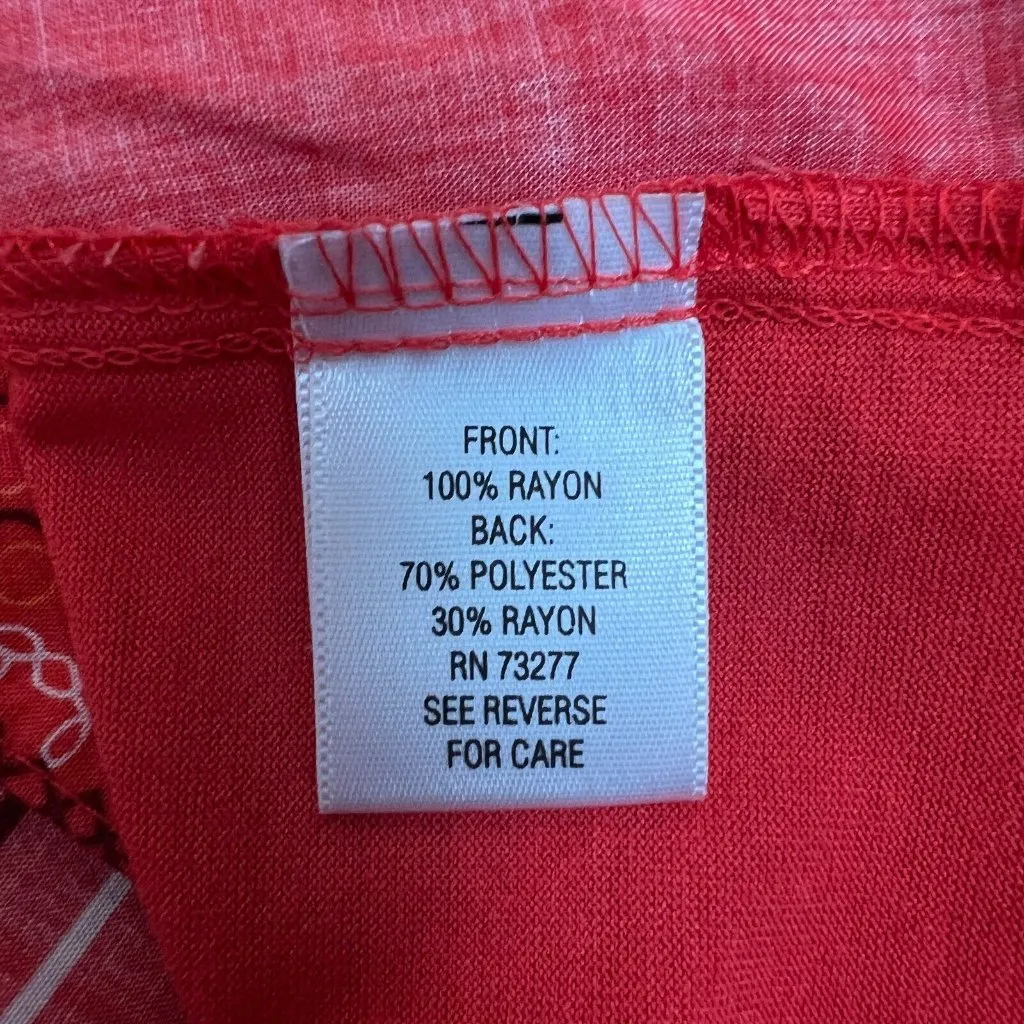 FRONT:
100% RAYON
BACK:
70% POLYESTER
30% RAYON
RN 73277
SEE REVERSE
FOR CARE